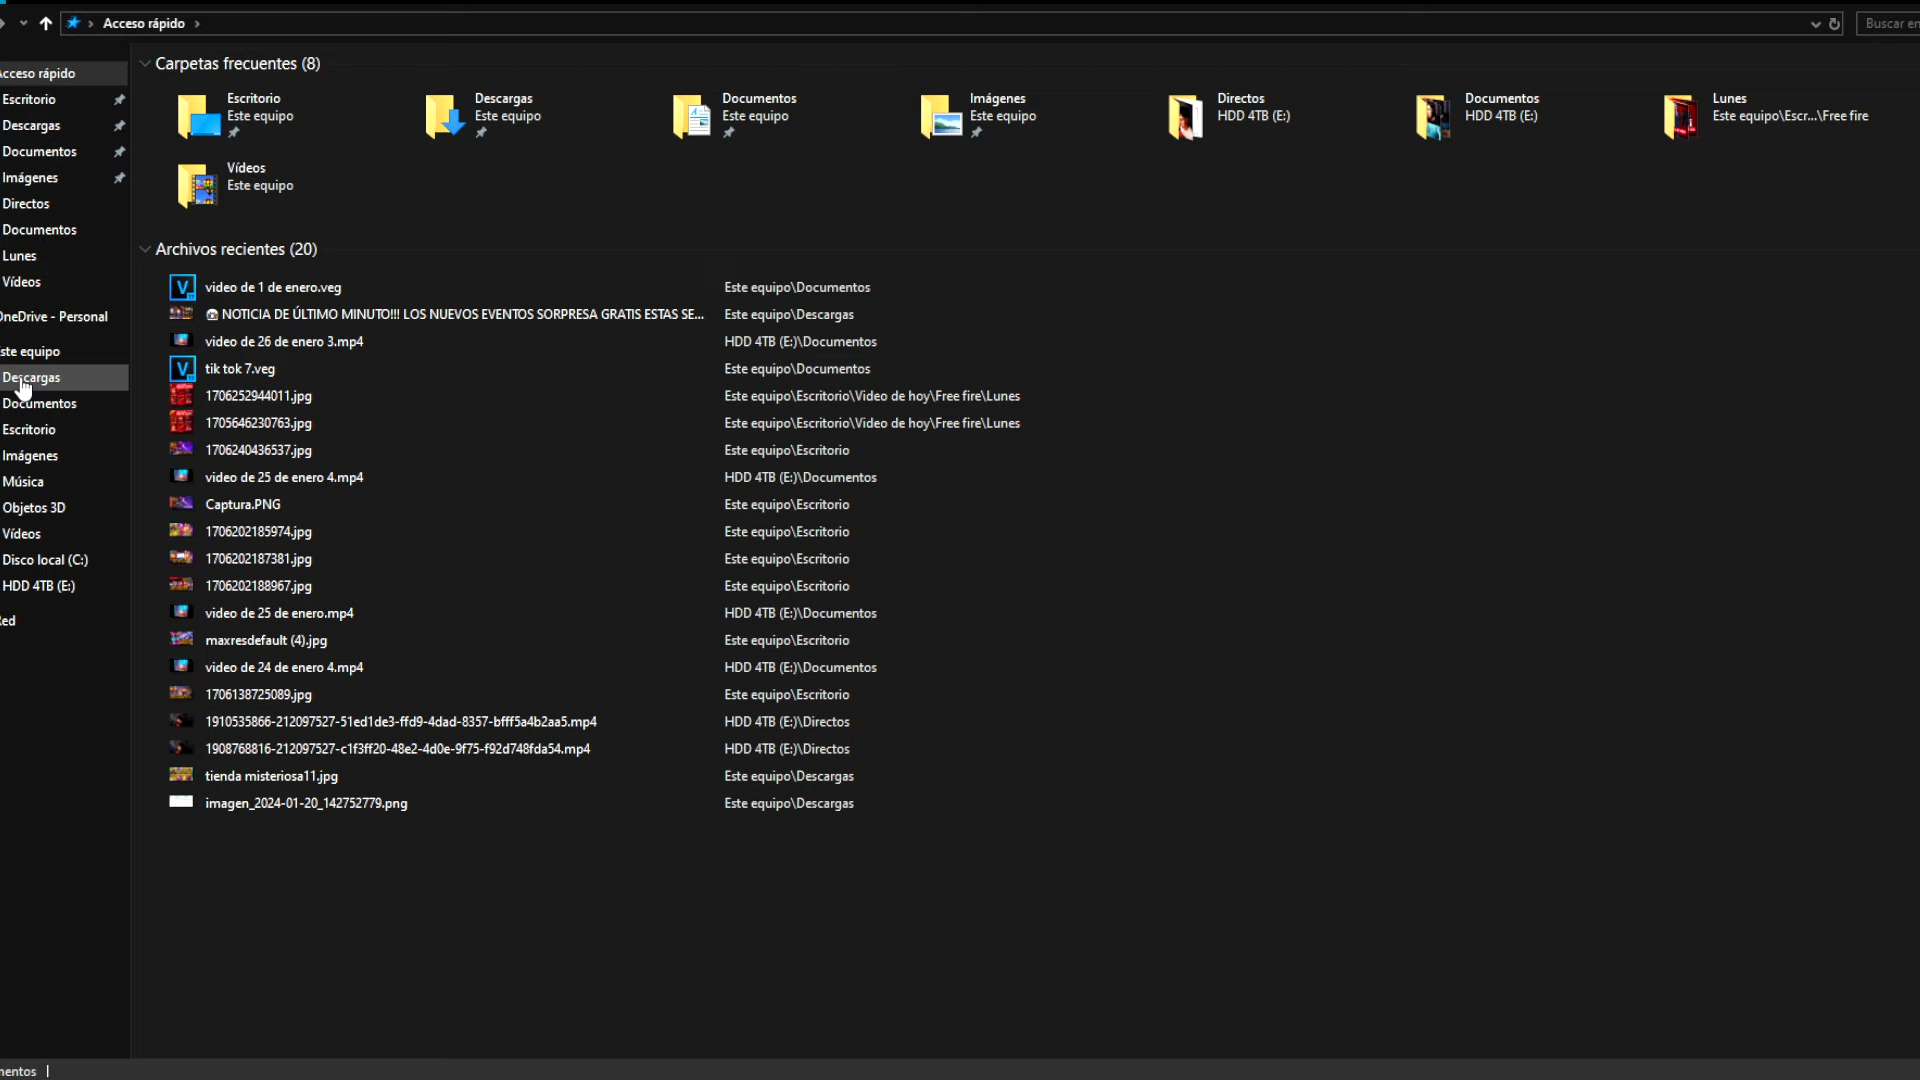 Acceso rápido
Buscar en
Acceso rápido
Escritorio
Descargas
Documentos
Imágenes
Directos
Documentos
Lunes
Vídeos
OneDrive - Personal
Este equipo
Descargas
Documentos
Escritorio
Imágenes
Música
Objetos 3D
Vídeos
Disco local (C:)
HDD 4TB (E:)
Red
Carpetas frecuentes (8)
Escritorio
Este equipo
Descargas
Este equipo
Documentos
Este equipo
Imágenes
Este equipo
Directos
HDD 4TB (E:)
Documentos
HDD 4TB (E:)
Lunes
Este equipo\Escr...\Free fire
Vídeos
Este equipo
Archivos recientes (20)
video de 1 de enero.veg Este equipo\Documentos
😱 NOTICIA DE ÚLTIMO MINUTO!!! LOS NUEVOS EVENTOS SORPRESA GRATIS ESTAS SE... Este equipo\Descargas
video de 26 de enero 3.mp4 HDD 4TB (E:)\Documentos
tik tok 7.veg Este equipo\Documentos
1706252944011.jpg Este equipo\Escritorio\Video de hoy\Free fire\Lunes
1705646230763.jpg Este equipo\Escritorio\Video de hoy\Free fire\Lunes
1706240436537.jpg Este equipo\Escritorio
video de 25 de enero 4.mp4 HDD 4TB (E:)\Documentos
Captura.PNG Este equipo\Escritorio
1706202185974.jpg Este equipo\Escritorio
1706202187381.jpg Este equipo\Escritorio
1706202188967.jpg Este equipo\Escritorio
video de 25 de enero.mp4 HDD 4TB (E:)\Documentos
maxresdefault (4).jpg Este equipo\Escritorio
video de 24 de enero 4.mp4 HDD 4TB (E:)\Documentos
1706138725089.jpg Este equipo\Escritorio
1910535866-212097527-51ed1de3-ffd9-4dad-8357-bfff5a4b2aa5.mp4 HDD 4TB (E:)\Directos
1908768816-212097527-c1f3ff20-48e2-4d0e-9f75-f92d748fda54.mp4 HDD 4TB (E:)\Directos
tienda misteriosa11.jpg Este equipo\Descargas
imagen_2024-01-20_142752779.png Este equipo\Descargas
mentos